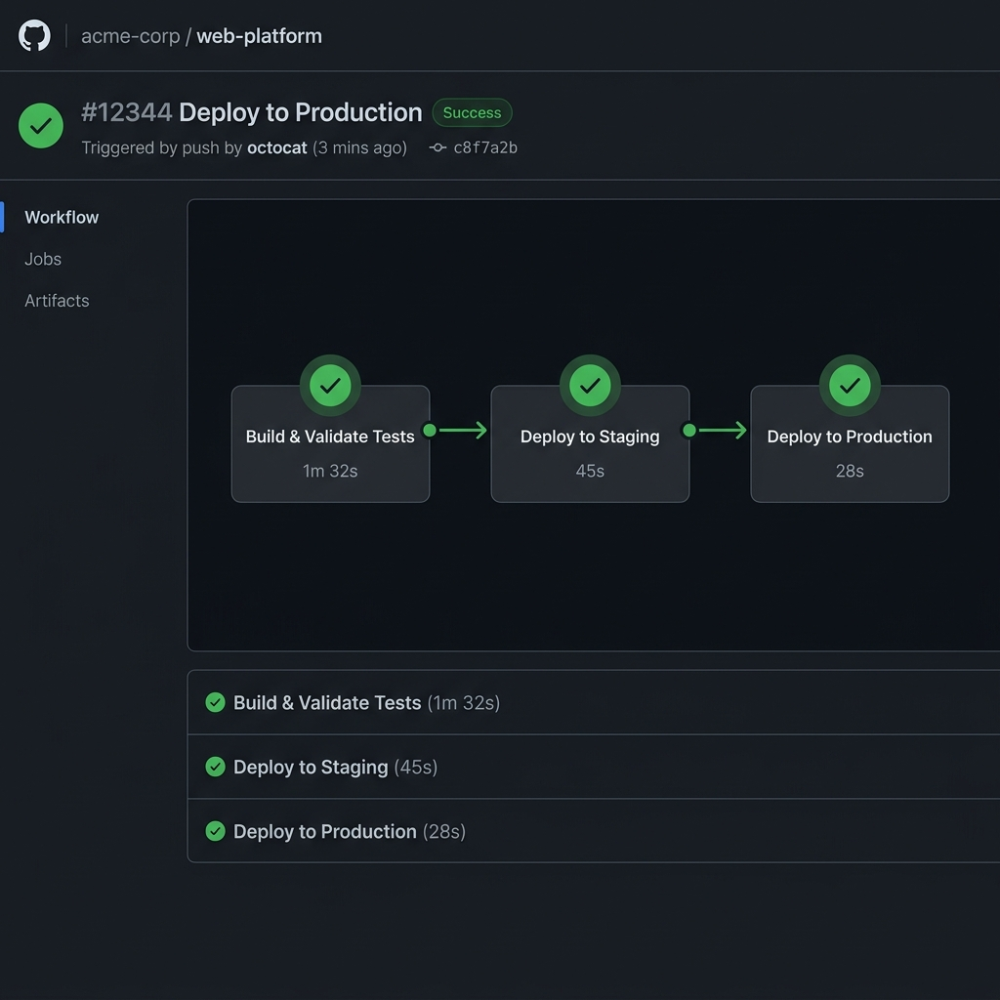 acme-corp / web-platform
#12344 Deploy to Production Success
Triggered by push by octocat (3 mins ago) c8f7a2b
Workflow
Jobs
Artifacts
Build & Validate Tests
1m 32s
Deploy to Staging
45s
Deploy to Production
28s
Build & Validate Tests (1m 32s)
Deploy to Staging (45s)
Deploy to Production (28s)